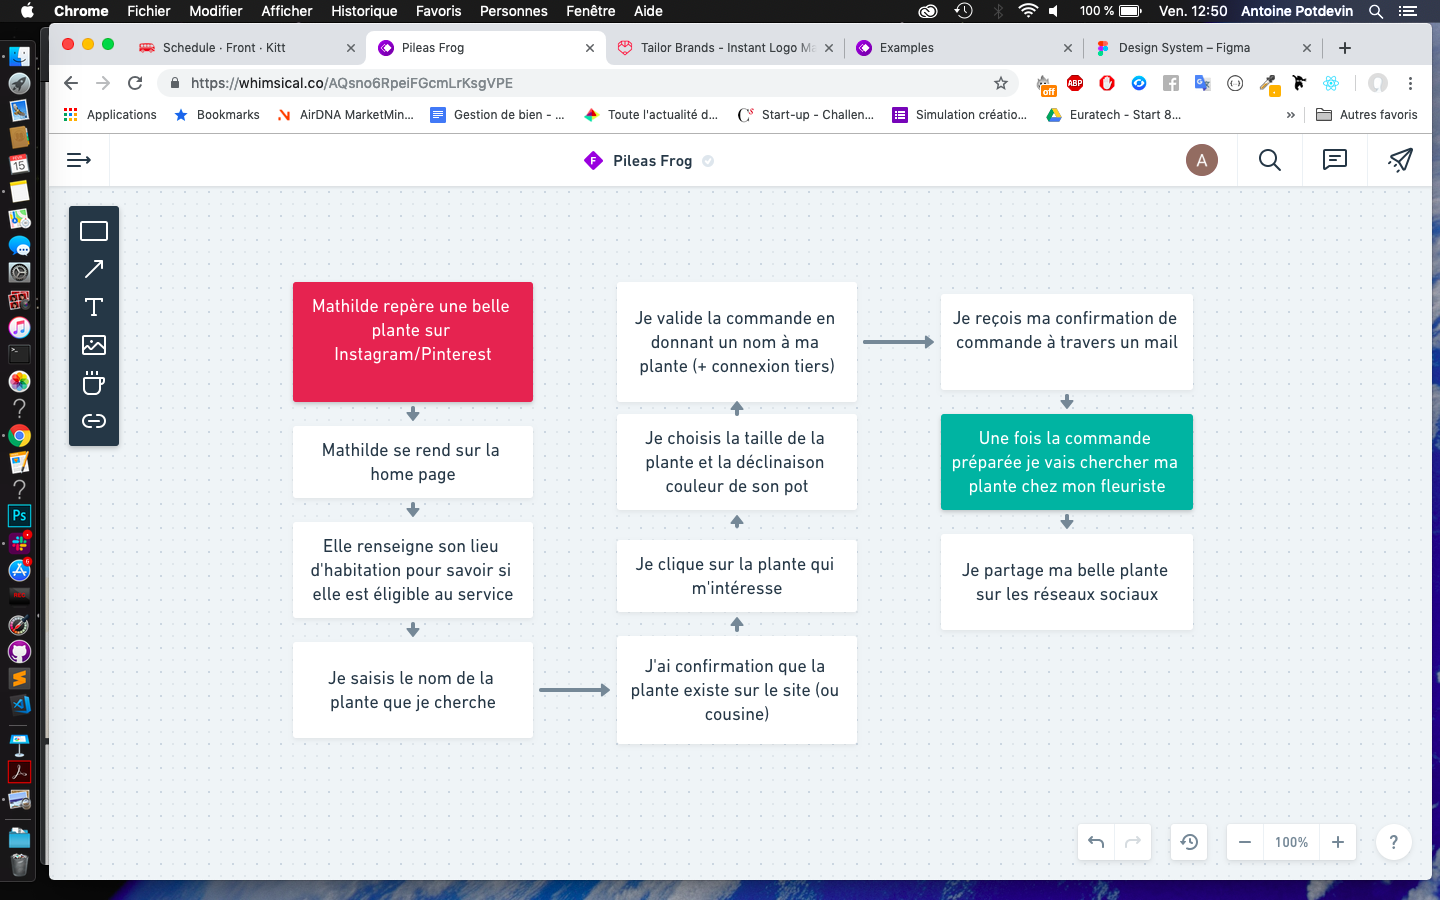 Chrome Fichier Modifier Afficher Historique Favoris Personnes Fenêtre Aide 100 % Ven. 12:50 Antoine Potdevin
Schedule · Front · Kitt
Pileas Frog
Tailor Brands - Instant Logo Ma
Examples
Design System – Figma
https://whimsical.co/AQsno6RpeiFGcmLrKsgVPE
off
ABP
Applications
Bookmarks
AirDNA MarketMin...
Gestion de bien - ...
Toute l'actualité d...
Start-up - Challen...
Simulation créatio...
Euratech - Start 8...
»
Autres favoris
F
Pileas Frog
A
T
Mathilde repère une belle
plante sur
Instagram/Pinterest
Mathilde se rend sur la
home page
Elle renseigne son lieu
d'habitation pour savoir si
elle est éligible au service
Je saisis le nom de la
plante que je cherche
J'ai confirmation que la
plante existe sur le site (ou
cousine)
Je clique sur la plante qui
m'intéresse
Je choisis la taille de la
plante et la déclinaison
couleur de son pot
Je valide la commande en
donnant un nom à ma
plante (+ connexion tiers)
Je reçois ma confirmation de
commande à travers un mail
Une fois la commande
préparée je vais chercher ma
plante chez mon fleuriste
Je partage ma belle plante
sur les réseaux sociaux
15
Ps
100%
?